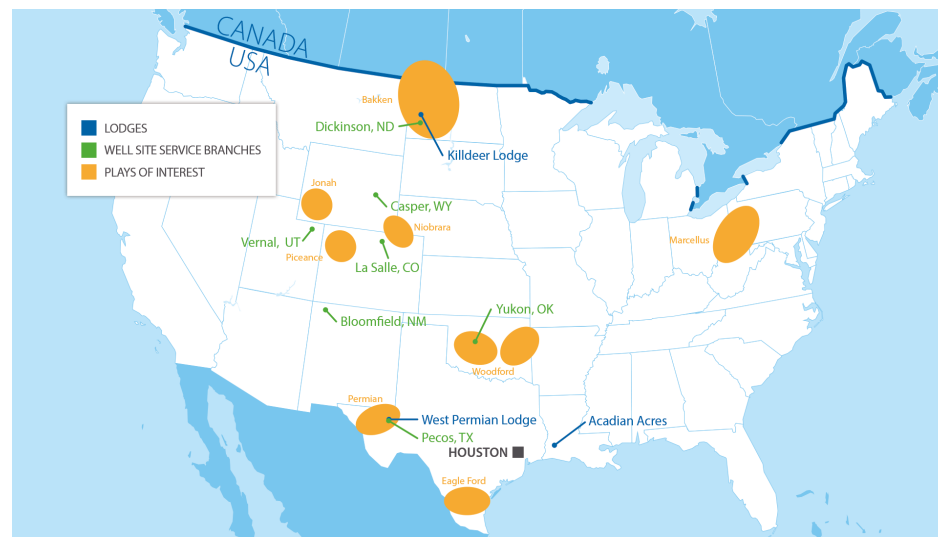 CANADA
USA
Bakken
Dickinson, ND
LODGES
WELL SITE SERVICE BRANCHES
PLAYS OF INTEREST
Killdeer Lodge
Jonah
Casper, WY
Niobrara
Vernal, UT
Piceance
La Salle, CO
Marcellus
Yukon, OK
Bloomfield, NM
Woodford
Permian
West Permian Lodge
Acadian Acres
Pecos, TX
HOUSTON
Eagle Ford